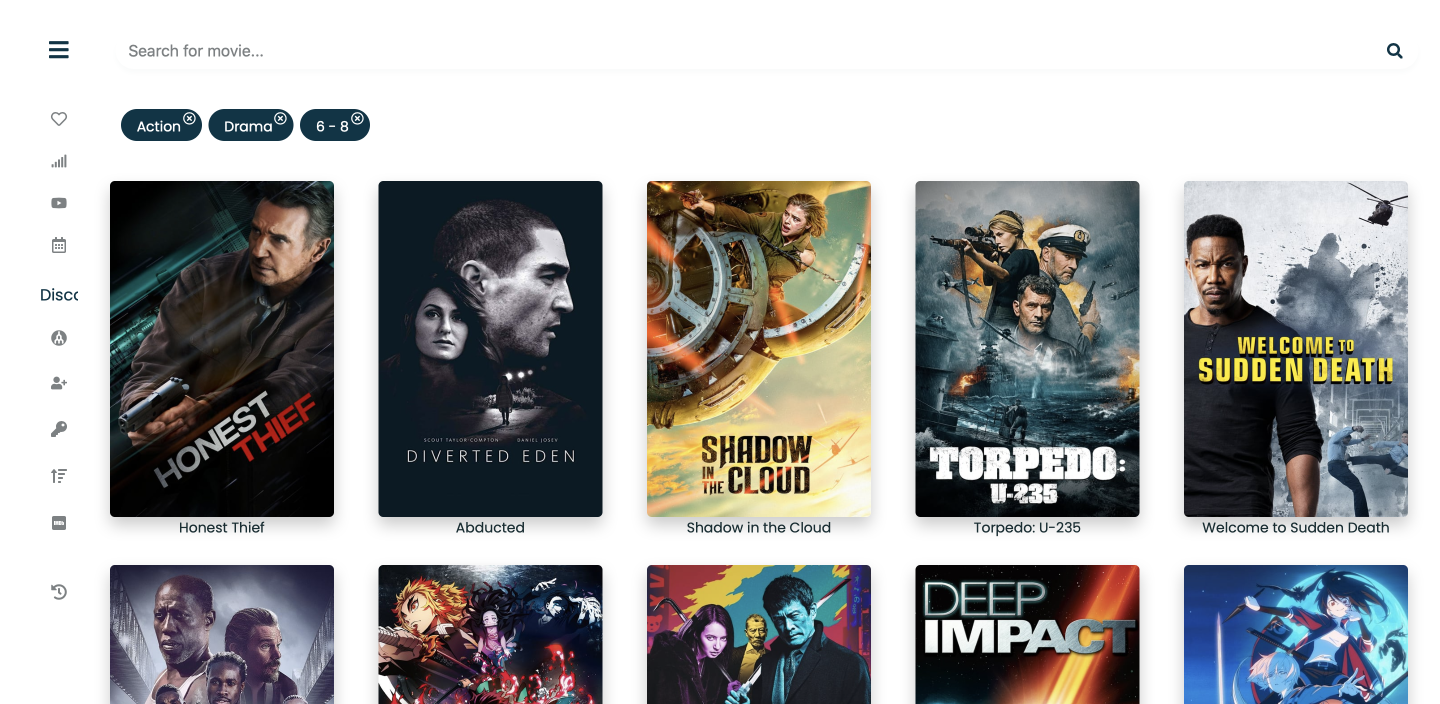 Search for movie...
Action
Drama
6 - 8
Disc
HONEST
THIEF
SCOUT TAYLOR-COMPTON DANIEL JOSEV
DIVERTED EDEN
SHADOW
IN THE CLOUD
TORPEDO:
U-235
WELCOME TO
SUDDEN DEATH
Honest Thief
Abducted
Shadow in the Cloud
Torpedo: U-235
Welcome to Sudden Death
DEEP
IMPACT